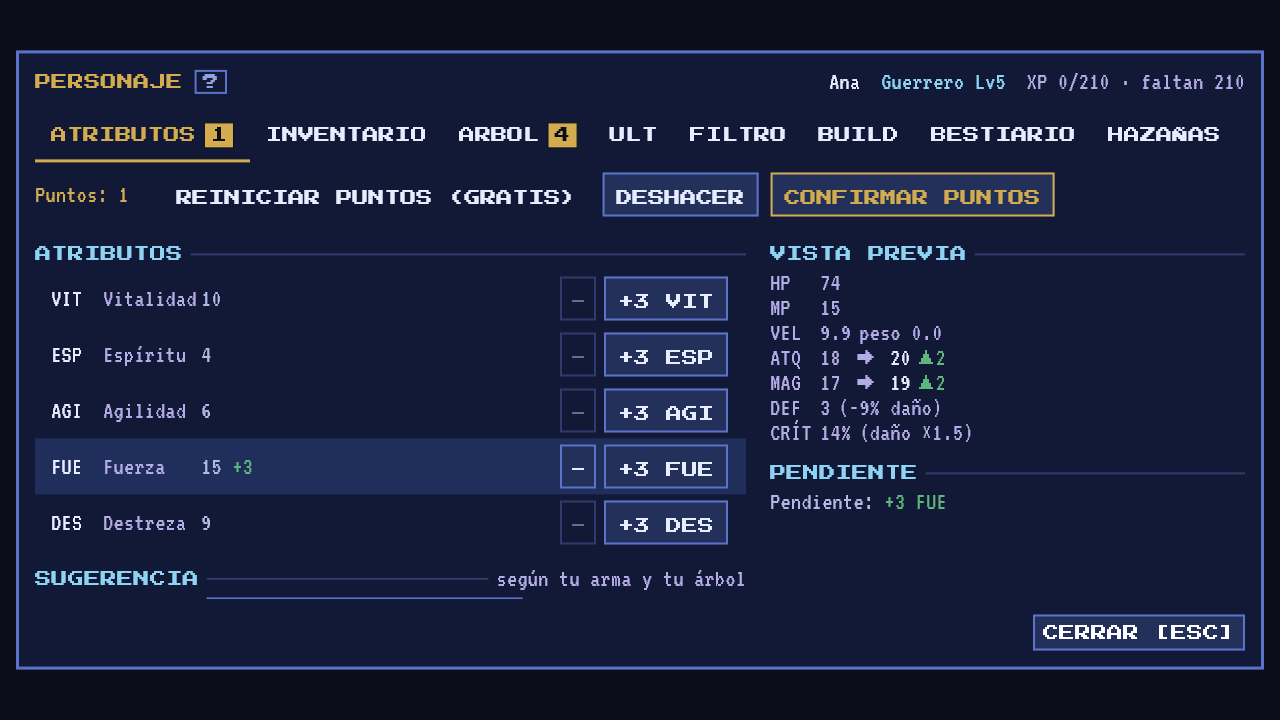 PERSONAJE ?
Ana Guerrero Lv5 XP 0/210 · faltan 210
ATRIBUTOS 1 INVENTARIO ARBOL 4 ULT FILTRO BUILD BESTIARIO HAZAñAS
Puntos: 1 REINICIAR PUNTOS (GRATIS) DESHACER CONFIRMAR PUNTOS
ATRIBUTOS
VIT Vitalidad 10 — +3 VIT
ESP Espíritu 4 — +3 ESP
AGI Agilidad 6 — +3 AGI
FUE Fuerza 15 +3 — +3 FUE
DES Destreza 9 — +3 DES
SUGERENCIA según tu arma y tu árbol
VISTA PREVIA
HP 74
MP 15
VEL 9.9 peso 0.0
ATQ 18 → 20 ▲2
MAG 17 → 19 ▲2
DEF 3 (-9% daño)
CRÍT 14% (daño X1.5)
PENDIENTE
Pendiente: +3 FUE
CERRAR [ESC]